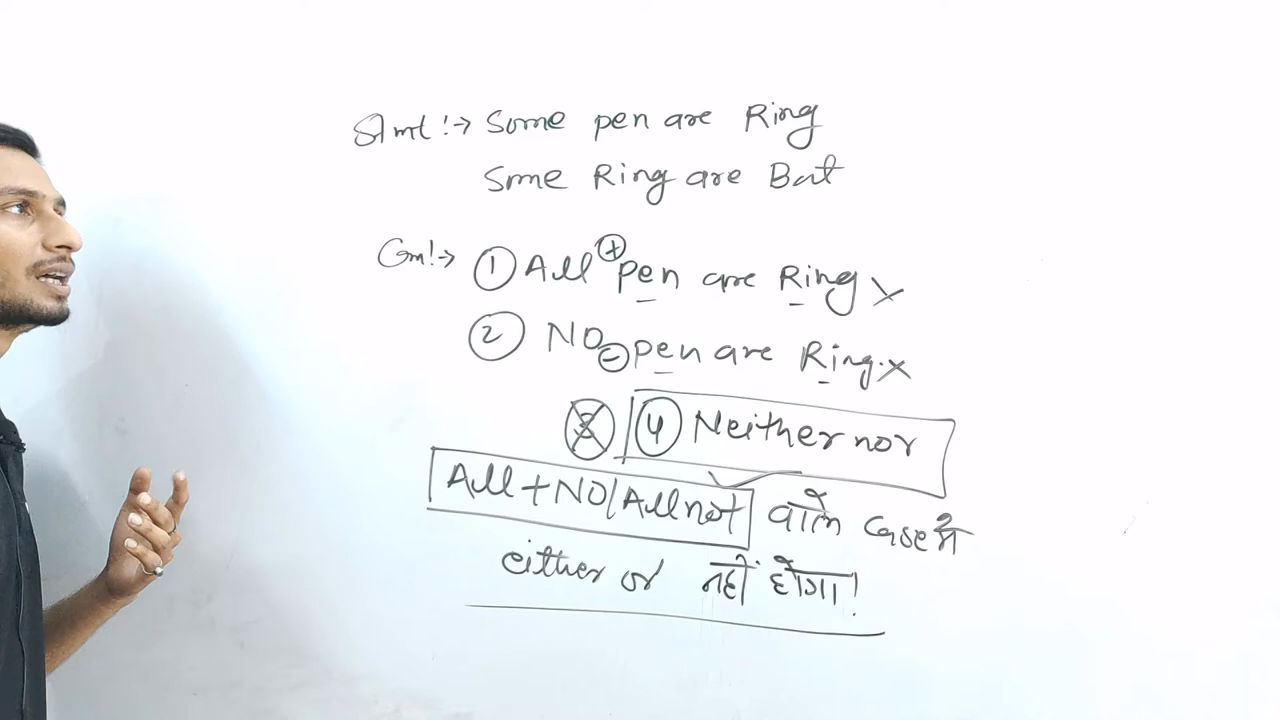 Stmt:→ Some pen are Ring
Some Ring are Bat
Con:→ ① All ⊕ pen are Ring ×
② NO ⊖ pen are Ring. ×
3 ④ Neither nor
All + NO/All not वाले case में
either or नहीं होगा!